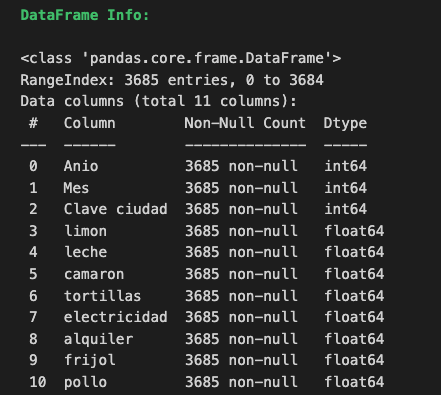 DataFrame Info:
<class 'pandas.core.frame.DataFrame'>
RangeIndex: 3685 entries, 0 to 3684
Data columns (total 11 columns):
 #   Column         Non-Null Count  Dtype
---  ------         --------------  -----
 0   Anio           3685 non-null   int64
 1   Mes            3685 non-null   int64
 2   Clave ciudad   3685 non-null   int64
 3   limon          3685 non-null   float64
 4   leche          3685 non-null   float64
 5   camaron        3685 non-null   float64
 6   tortillas      3685 non-null   float64
 7   electricidad   3685 non-null   float64
 8   alquiler       3685 non-null   float64
 9   frijol         3685 non-null   float64
 10  pollo          3685 non-null   float64